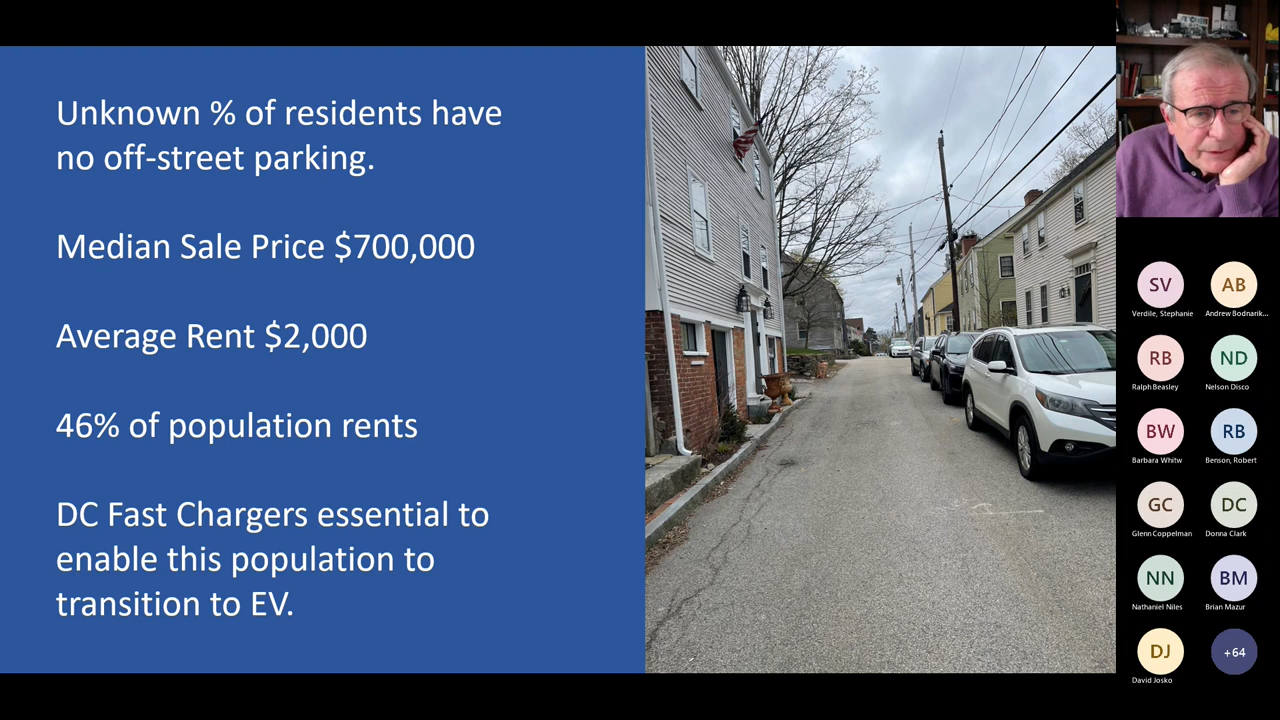 Unknown % of residents have
no off-street parking.
Median Sale Price $700,000
Average Rent $2,000
46% of population rents
DC Fast Chargers essential to
enable this population to
transition to EV.
SV
AB
Verdile, Stephanie
Andrew Bodnarik...
RB
ND
Ralph Beasley
Nelson Disco
BW
RB
Barbara Whitw
Benson, Robert
GC
DC
Glenn Coppelman
Donna Clark
NN
BM
Nathaniel Niles
Brian Mazur
DJ
+64
David Josko